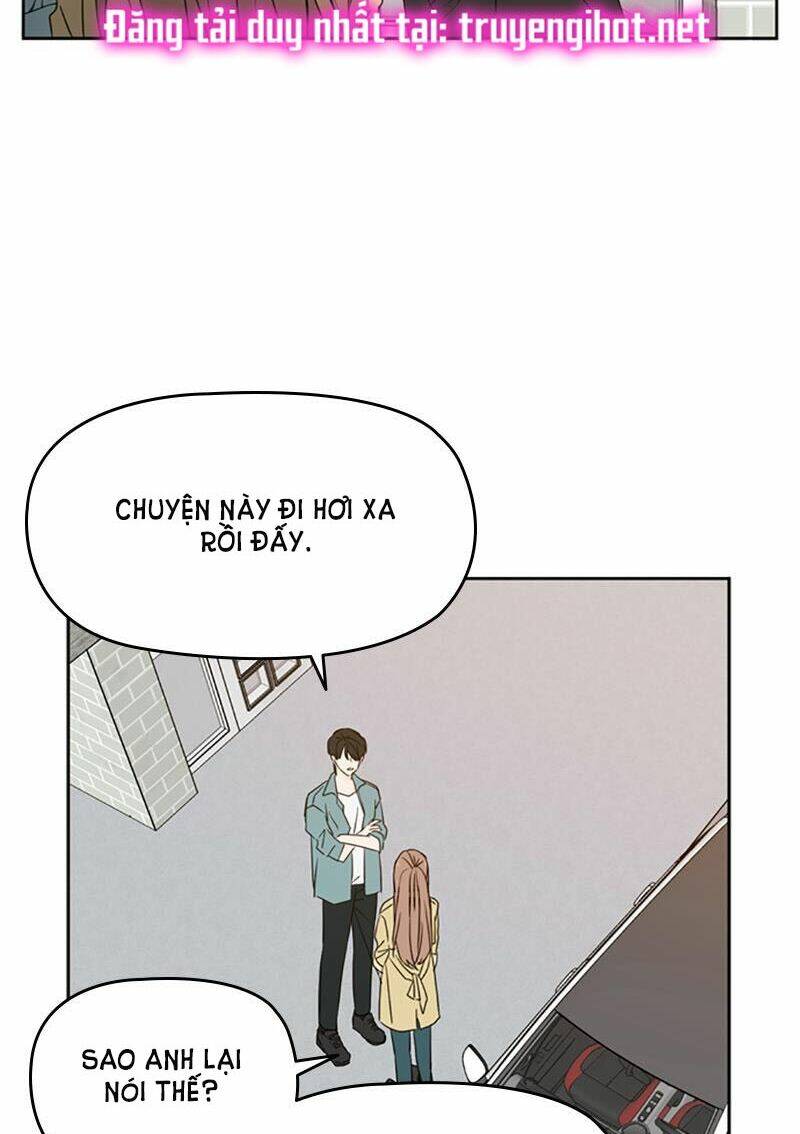 Đăng tải duy nhất tại: truyengihot.net
CHUYỆN NÀY ĐI HƠI XA
RỒI ĐẤY.
SAO ANH LẠI
NÓI THẾ?